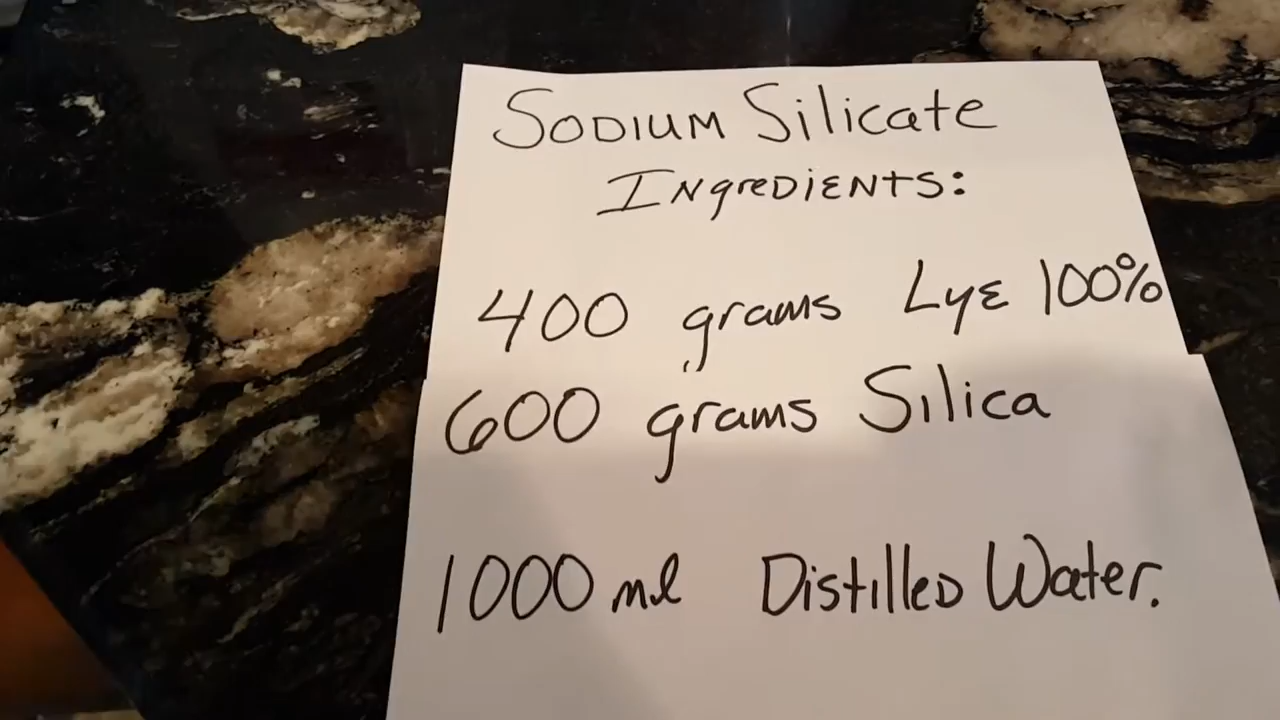 SODIUM Silicate
INgREDiENTS:
400 grams Lye 100%
600 grams Silica
1000 ml Distilled Water.